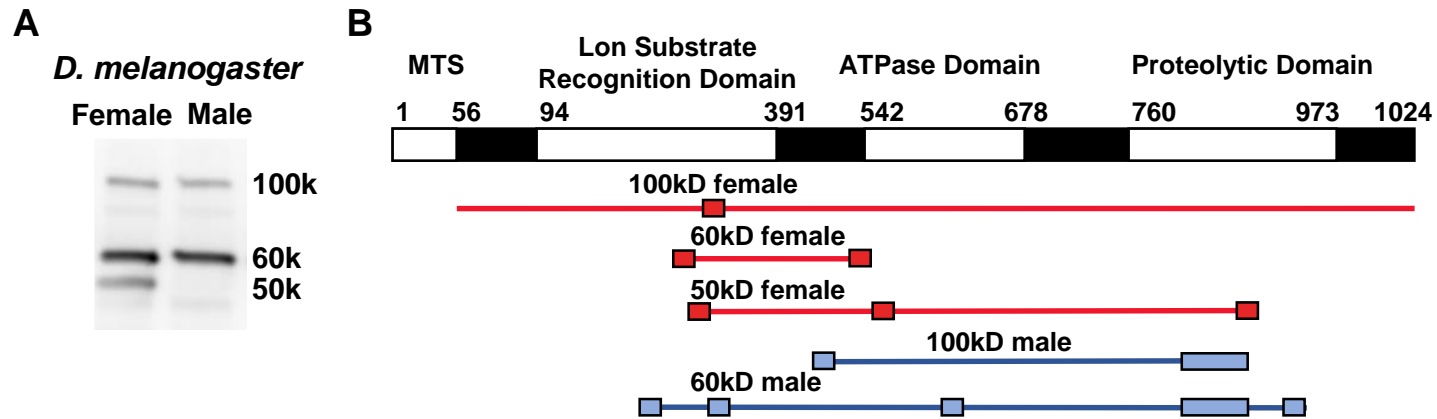 A
D. melanogaster
Female Male
100k
60k
50k
B
MTS
Lon Substrate
Recognition Domain
ATPase Domain
Proteolytic Domain
1 56 94 391 542 678 760 973 1024
100kD female
60kD female
50kD female
100kD male
60kD male